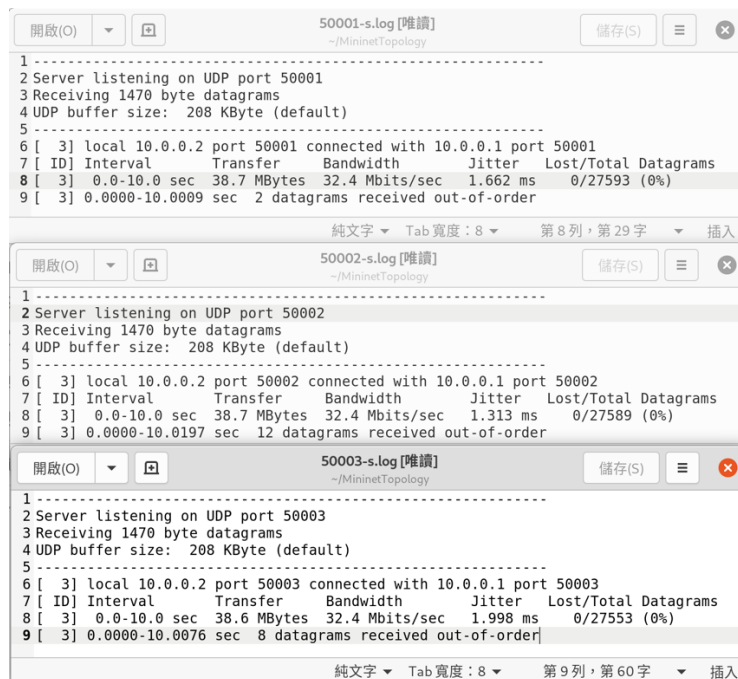 開啟(O) 50001-s.log [唯讀] 儲存(S)
~/MininetTopology
1 ------------------------------------------------------------
2 Server listening on UDP port 50001
3 Receiving 1470 byte datagrams
4 UDP buffer size:  208 KByte (default)
5 ------------------------------------------------------------
6 [  3] local 10.0.0.2 port 50001 connected with 10.0.0.1 port 50001
7 [ ID] Interval       Transfer     Bandwidth        Jitter   Lost/Total Datagrams
8 [  3]  0.0-10.0 sec  38.7 MBytes  32.4 Mbits/sec   1.662 ms    0/27593 (0%)
9 [  3] 0.0000-10.0009 sec  2 datagrams received out-of-order
純文字 Tab 寬度：8 第 8 列，第 29 字 插入
開啟(O) 50002-s.log [唯讀] 儲存(S)
~/MininetTopology
1 ------------------------------------------------------------
2 Server listening on UDP port 50002
3 Receiving 1470 byte datagrams
4 UDP buffer size:  208 KByte (default)
5 ------------------------------------------------------------
6 [  3] local 10.0.0.2 port 50002 connected with 10.0.0.1 port 50002
7 [ ID] Interval       Transfer     Bandwidth        Jitter   Lost/Total Datagrams
8 [  3]  0.0-10.0 sec  38.7 MBytes  32.4 Mbits/sec   1.313 ms    0/27589 (0%)
9 [  3] 0.0000-10.0197 sec  12 datagrams received out-of-order
開啟(O) 50003-s.log [唯讀] 儲存(S)
~/MininetTopology
1 ------------------------------------------------------------
2 Server listening on UDP port 50003
3 Receiving 1470 byte datagrams
4 UDP buffer size:  208 KByte (default)
5 ------------------------------------------------------------
6 [  3] local 10.0.0.2 port 50003 connected with 10.0.0.1 port 50003
7 [ ID] Interval       Transfer     Bandwidth        Jitter   Lost/Total Datagrams
8 [  3]  0.0-10.0 sec  38.6 MBytes  32.4 Mbits/sec   1.998 ms    0/27553 (0%)
9 [  3] 0.0000-10.0076 sec  8 datagrams received out-of-order
純文字 Tab 寬度：8 第 9 列，第 60 字 插入